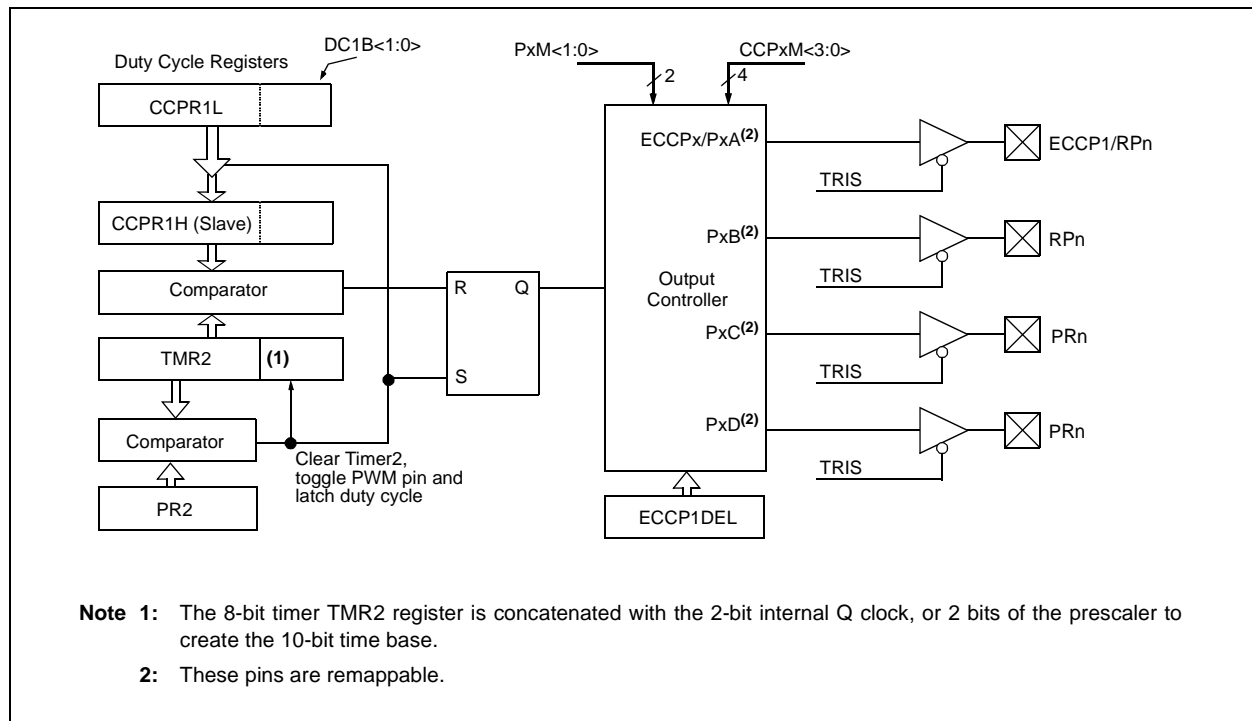 DC1B<1:0>
Duty Cycle Registers
CCPR1L
CCPR1H (Slave)
Comparator
TMR2
(1)
Comparator
PR2
Clear Timer2,
toggle PWM pin and
latch duty cycle
R
Q
S
PxM<1:0>
2
CCPxM<3:0>
4
ECCPx/PxA(2)
PxB(2)
Output
Controller
PxC(2)
PxD(2)
ECCP1DEL
TRIS
ECCP1/RPn
TRIS
RPn
TRIS
PRn
TRIS
PRn
Note 1: The 8-bit timer TMR2 register is concatenated with the 2-bit internal Q clock, or 2 bits of the prescaler to
create the 10-bit time base.
2: These pins are remappable.